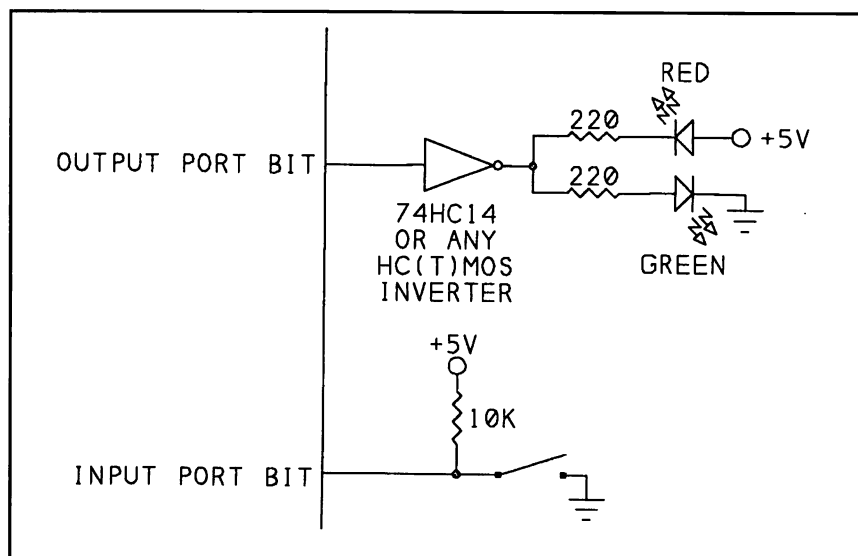 RED
220
+5V
OUTPUT PORT BIT
220
74HC14
OR ANY
HC(T)MOS
INVERTER
GREEN
+5V
10K
INPUT PORT BIT